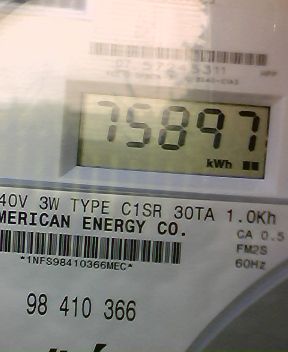 75897
kWh
40V 3W TYPE C1SR 30TA 1.0Kh
MERICAN ENERGY CO.
CA 0.5
*1NFS98410366MEC*
FM2S
60Hz
98 410 366